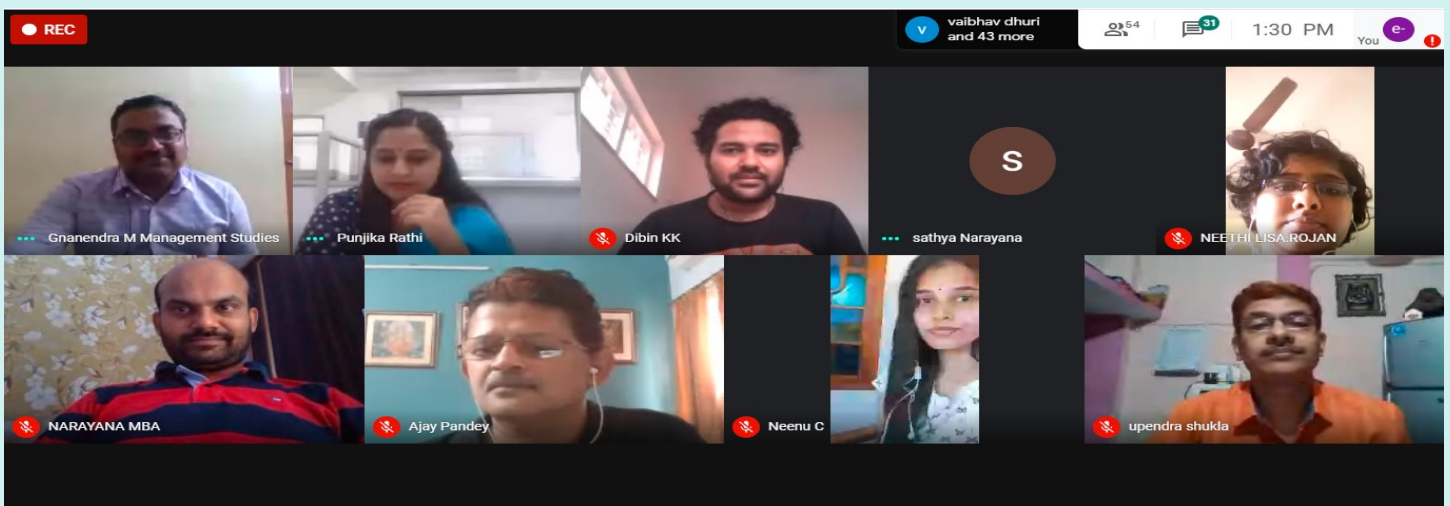 REC
v
vaibhav dhuri
and 43 more
54
31
1:30 PM
You
e-
!
Gnanendra M Management Studies
Punjika Rathi
Dibin KK
S
sathya Narayana
NEETHI LISA.ROJAN
NARAYANA MBA
Ajay Pandey
Neenu C
upendra shukla